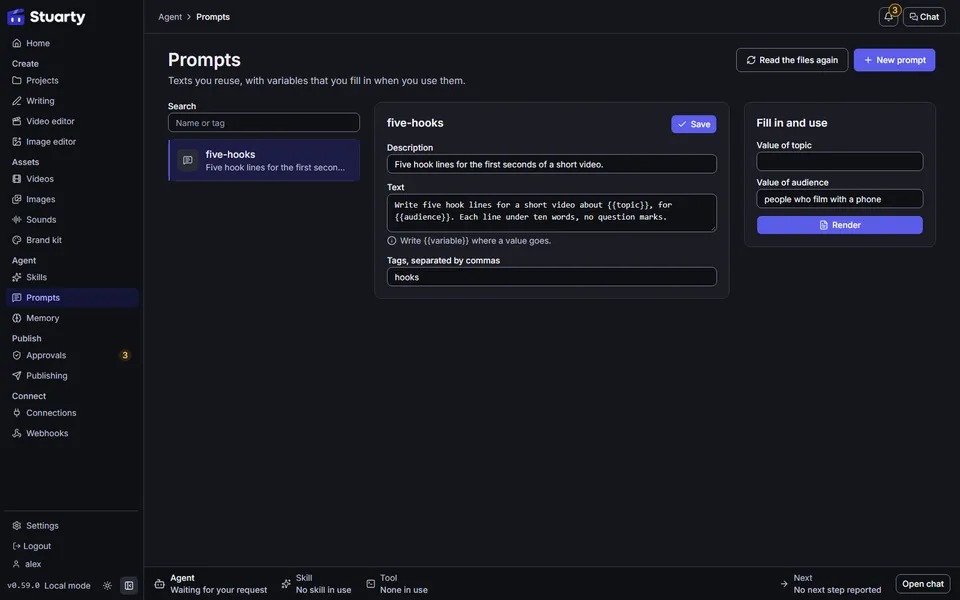 Stuarty
Home
Create
Projects
Writing
Video editor
Image editor
Assets
Videos
Images
Sounds
Brand kit
Agent
Skills
Prompts
Memory
Publish
Approvals 3
Publishing
Connect
Connections
Webhooks
Settings
Logout
alex
v0.59.0 Local mode
Agent > Prompts
3
Chat
Prompts
Texts you reuse, with variables that you fill in when you use them.
Read the files again
+ New prompt
Search
Name or tag
five-hooks
Five hook lines for the first secon...
five-hooks
Save
Description
Five hook lines for the first seconds of a short video.
Text
Write five hook lines for a short video about {{topic}}, for
{{audience}}. Each line under ten words, no question marks.
Write {{variable}} where a value goes.
Tags, separated by commas
hooks
Fill in and use
Value of topic
Value of audience
people who film with a phone
Render
Agent
Waiting for your request
Skill
No skill in use
Tool
None in use
Next
No next step reported
Open chat